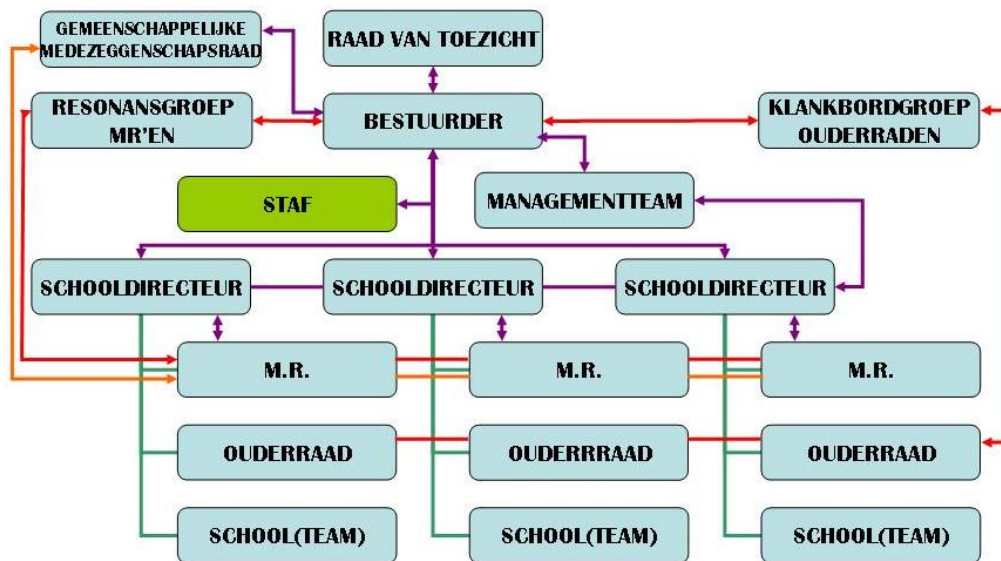 GEMEENSCHAPPELIJKE
MEDEZEGGENSCHAPSRAAD
RAAD VAN TOEZICHT
RESONANSGROEP
MR'EN
BESTUURDER
KLANKBORDGROEP
OUDERRADEN
STAF
MANAGEMENTTEAM
SCHOOLDIRECTEUR
SCHOOLDIRECTEUR
SCHOOLDIRECTEUR
M.R.
M.R.
M.R.
OUDERRAAD
OUDERRRAAD
OUDERRAAD
SCHOOL(TEAM)
SCHOOL(TEAM)
SCHOOL(TEAM)